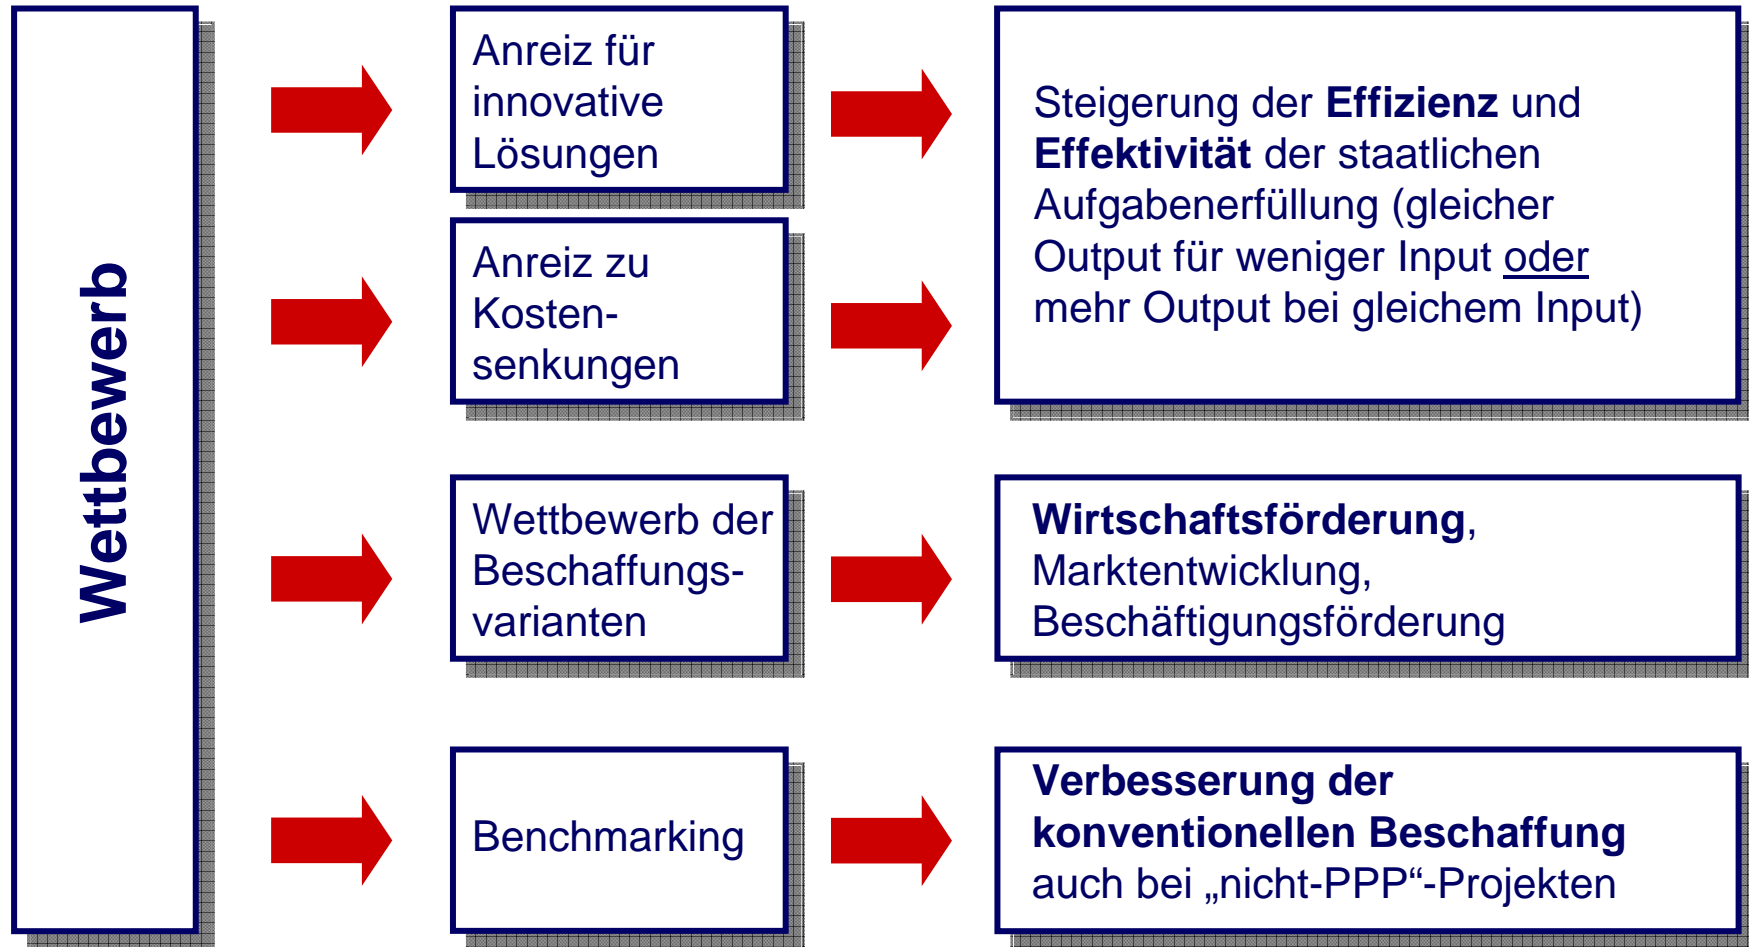 Wettbewerb
Anreiz für
innovative
Lösungen
Steigerung der Effizienz und
Effektivität der staatlichen
Aufgabenerfüllung (gleicher
Output für weniger Input oder
mehr Output bei gleichem Input)
Anreiz zu
Kosten-
senkungen
Wettbewerb der
Beschaffungs-
varianten
Wirtschaftsförderung,
Marktentwicklung,
Beschäftigungsförderung
Benchmarking
Verbesserung der
konventionellen Beschaffung
auch bei „nicht-PPP“-Projekten